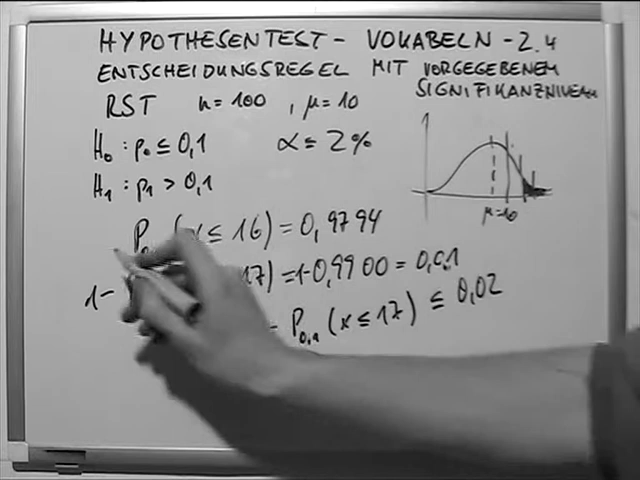 HYPOTHESENTEST - VOKABELN - 2.4
ENTSCHEIDUNGSREGEL MIT VORGEGEBENEM
SIGNIFIKANZNIVEAU
RST n = 100 , μ = 10
H₀ : p₀ ≤ 0,1 α = 2%
H₁ : p₁ > 0,1
μ=10
P (x ≤ 16) = 0,9794
1- 17) = 1-0,9900 = 0,01
- P₀,₁ (x ≤ 17) ≤ 0,02